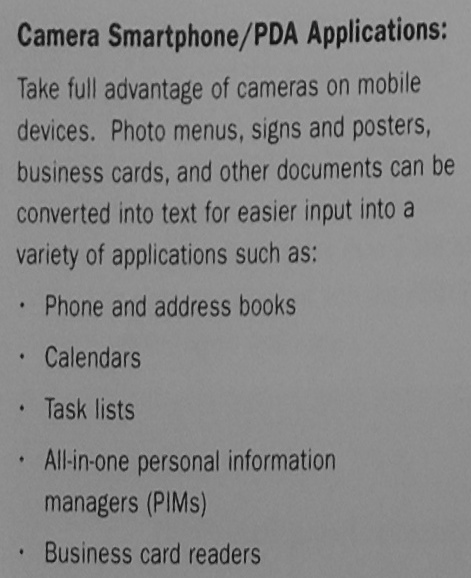 Camera Smartphone/PDA Applications:
Take full advantage of cameras on mobile
devices. Photo menus, signs and posters,
business cards, and other documents can be
converted into text for easier input into a
variety of applications such as:
• Phone and address books
• Calendars
• Task lists
• All-in-one personal information
managers (PIMs)
• Business card readers